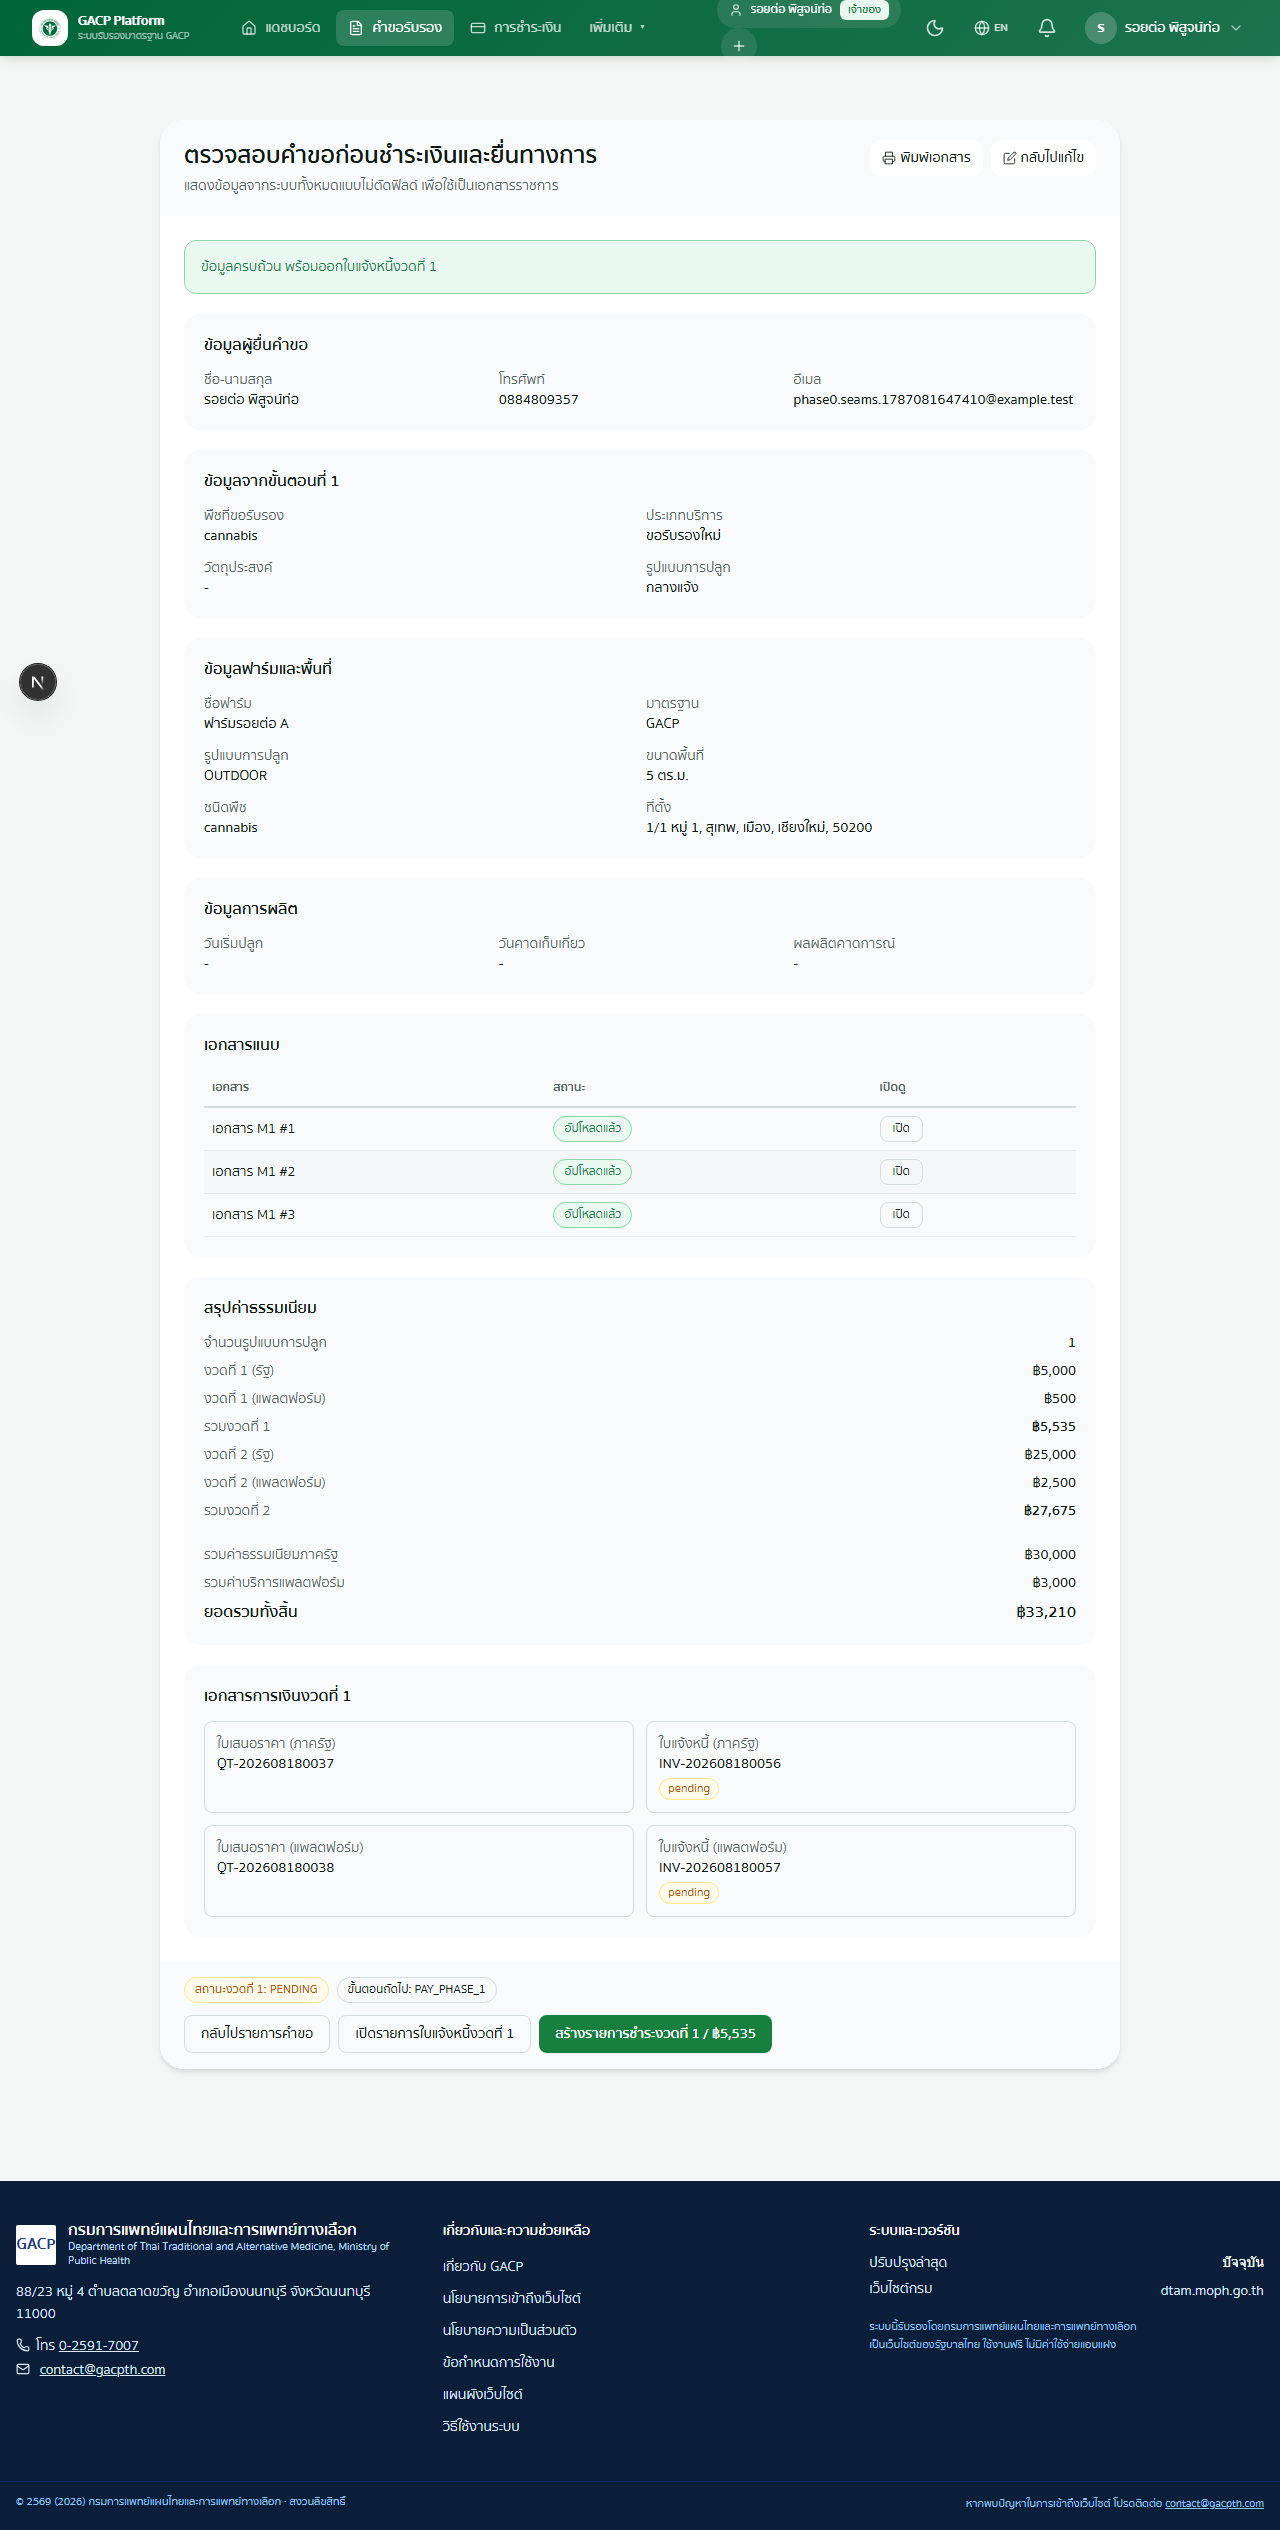 GACP Platform
ระบบรับรองมาตรฐาน GACP
แดชบอร์ด
คำขอรับรอง
การชำระเงิน
เพิ่มเติม
รอยต่อ พิสูจน์ท่อ
เจ้าของ
EN
S
รอยต่อ พิสูจน์ท่อ
ตรวจสอบคำขอก่อนชำระเงินและยื่นทางการ
แสดงข้อมูลจากระบบทั้งหมดแบบไม่ตัดฟิลด์ เพื่อใช้เป็นเอกสารราชการ
พิมพ์เอกสาร
กลับไปแก้ไข
ข้อมูลครบถ้วน พร้อมออกใบแจ้งหนี้งวดที่ 1
ข้อมูลผู้ยื่นคำขอ
ชื่อ-นามสกุล
โทรศัพท์
อีเมล
รอยต่อ พิสูจน์ท่อ
0884809357
phase0.seams.1787081647410@example.test
ข้อมูลจากขั้นตอนที่ 1
พืชที่ขอรับรอง
ประเภทบริการ
cannabis
ขอรับรองใหม่
วัตถุประสงค์
รูปแบบการปลูก
-
กลางแจ้ง
N
ข้อมูลฟาร์มและพื้นที่
ชื่อฟาร์ม
มาตรฐาน
ฟาร์มรอยต่อ A
GACP
รูปแบบการปลูก
ขนาดพื้นที่
OUTDOOR
5 ตร.ม.
ชนิดพืช
ที่ตั้ง
cannabis
1/1 หมู่ 1, สุเทพ, เมือง, เชียงใหม่, 50200
ข้อมูลการผลิต
วันเริ่มปลูก
วันคาดเก็บเกี่ยว
ผลผลิตคาดการณ์
-
-
-
เอกสารแนบ
เอกสาร
สถานะ
เปิดดู
เอกสาร M1 #1
อัปโหลดแล้ว
เปิด
เอกสาร M1 #2
อัปโหลดแล้ว
เปิด
เอกสาร M1 #3
อัปโหลดแล้ว
เปิด
สรุปค่าธรรมเนียม
จำนวนรูปแบบการปลูก
1
งวดที่ 1 (รัฐ)
฿5,000
งวดที่ 1 (แพลตฟอร์ม)
฿500
รวมงวดที่ 1
฿5,535
งวดที่ 2 (รัฐ)
฿25,000
งวดที่ 2 (แพลตฟอร์ม)
฿2,500
รวมงวดที่ 2
฿27,675
รวมค่าธรรมเนียมภาครัฐ
฿30,000
รวมค่าบริการแพลตฟอร์ม
฿3,000
ยอดรวมทั้งสิ้น
฿33,210
เอกสารการเงินงวดที่ 1
ใบเสนอราคา (ภาครัฐ)
QT-202608180037
ใบแจ้งหนี้ (ภาครัฐ)
INV-202608180056
pending
ใบเสนอราคา (แพลตฟอร์ม)
QT-202608180038
ใบแจ้งหนี้ (แพลตฟอร์ม)
INV-202608180057
pending
สถานะงวดที่ 1: PENDING
ขั้นตอนถัดไป: PAY_PHASE_1
กลับไปรายการคำขอ
เปิดรายการใบแจ้งหนี้งวดที่ 1
สร้างรายการชำระงวดที่ 1 / ฿5,535
GACP
กรมการแพทย์แผนไทยและการแพทย์ทางเลือก
Department of Thai Traditional and Alternative Medicine, Ministry of
Public Health
88/23 หมู่ 4 ตำบลตลาดขวัญ อำเภอเมืองนนทบุรี จังหวัดนนทบุรี
11000
โทร 0-2591-7007
contact@gacpth.com
เกี่ยวกับและความช่วยเหลือ
เกี่ยวกับ GACP
นโยบายการเข้าถึงเว็บไซต์
นโยบายความเป็นส่วนตัว
ข้อกำหนดการใช้งาน
แผนผังเว็บไซต์
วิธีใช้งานระบบ
ระบบและเวอร์ชัน
ปรับปรุงล่าสุด
ปัจจุบัน
เว็บไซต์กรม
dtam.moph.go.th
ระบบนี้รับรองโดยกรมการแพทย์แผนไทยและการแพทย์ทางเลือก
เป็นเว็บไซต์ของรัฐบาลไทย ใช้งานฟรี ไม่มีค่าใช้จ่ายแอบแฝง
© 2569 (2026) กรมการแพทย์แผนไทยและการแพทย์ทางเลือก · สงวนลิขสิทธิ์
หากพบปัญหาในการเข้าถึงเว็บไซต์ โปรดติดต่อ contact@gacpth.com